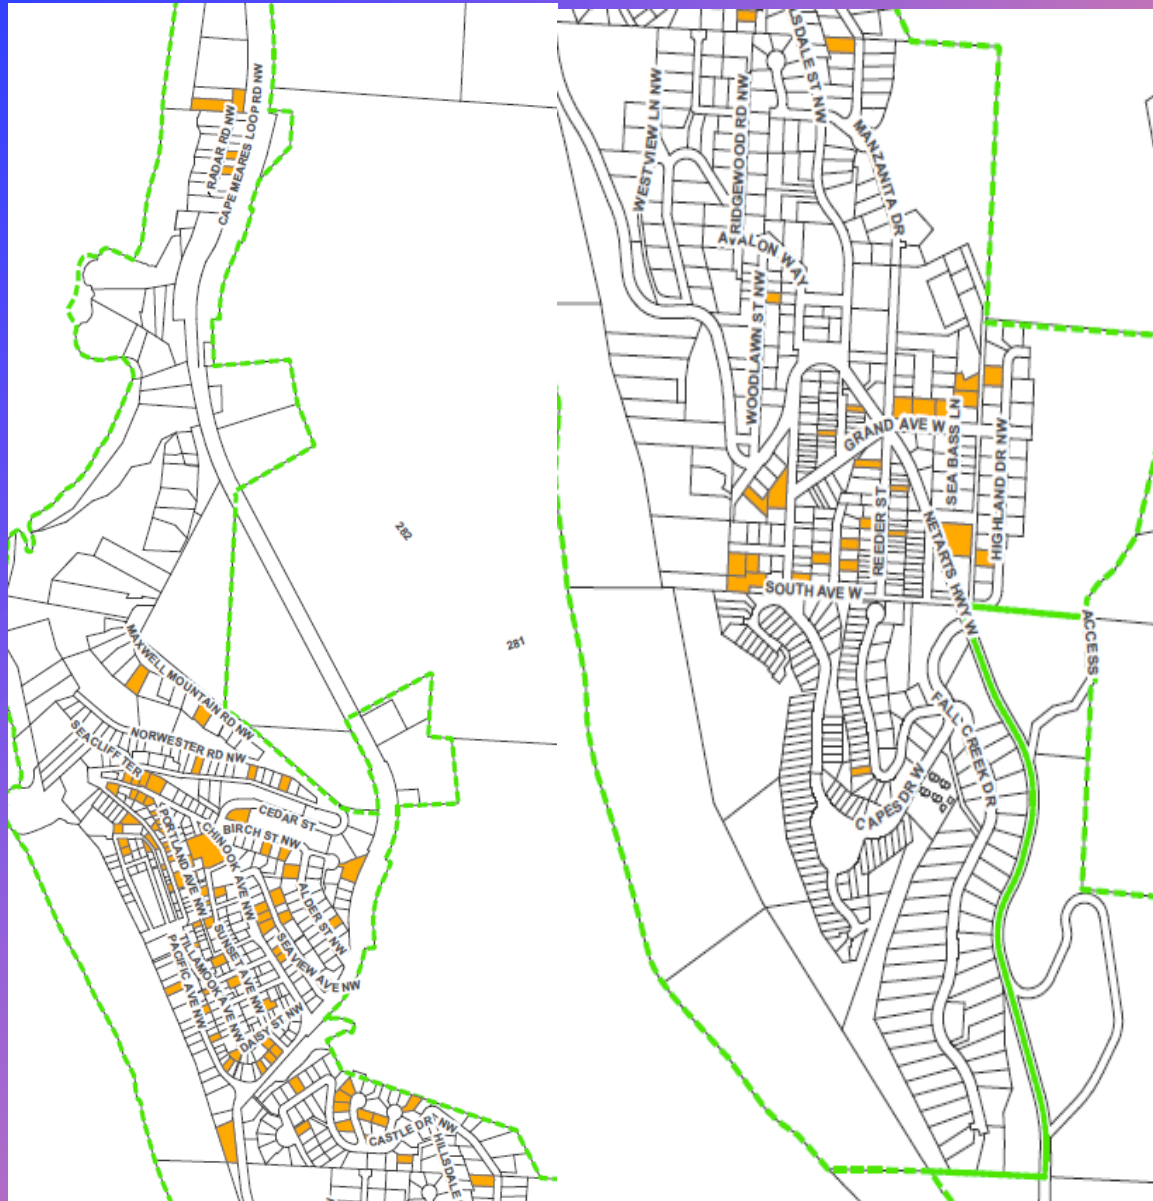 RADAR RD NW
CAPE MEARES LOOP RD NW
282
281
MAXWELL MOUNTAIN RD NW
NORWESTER RD NW
SEACLIFF TER
CEDAR ST
BIRCH ST NW
PORTLAND AVE NW
CHINOOK AVE NW
ALDER ST NW
SUNSET AVE NW
SEAVIEW AVE NW
TILLAMOOK AVE NW
PACIFIC AVE NW
DAISY ST NW
CASTLE DR NW
HILLSDALE
SDALE ST NW
WESTVIEW LN NW
RIDGEWOOD RD NW
MANZANITA DR
AVALON WAY
WOODLAWN ST NW
GRAND AVE W
SEA BASS LN
HIGHLAND DR NW
REEDER ST
NETARTS HWY W
SOUTH AVE W
ACCESS
FALL CREEK DR
CAPES DR W